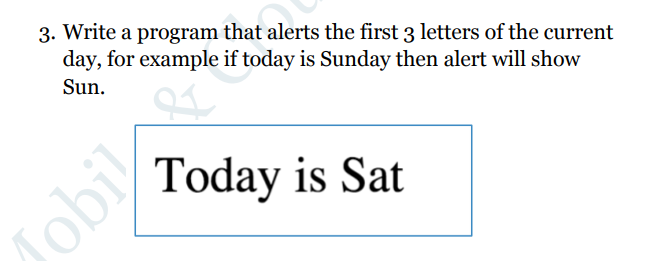 3. Write a program that alerts the first 3 letters of the current
day, for example if today is Sunday then alert will show
Sun.
Today is Sat